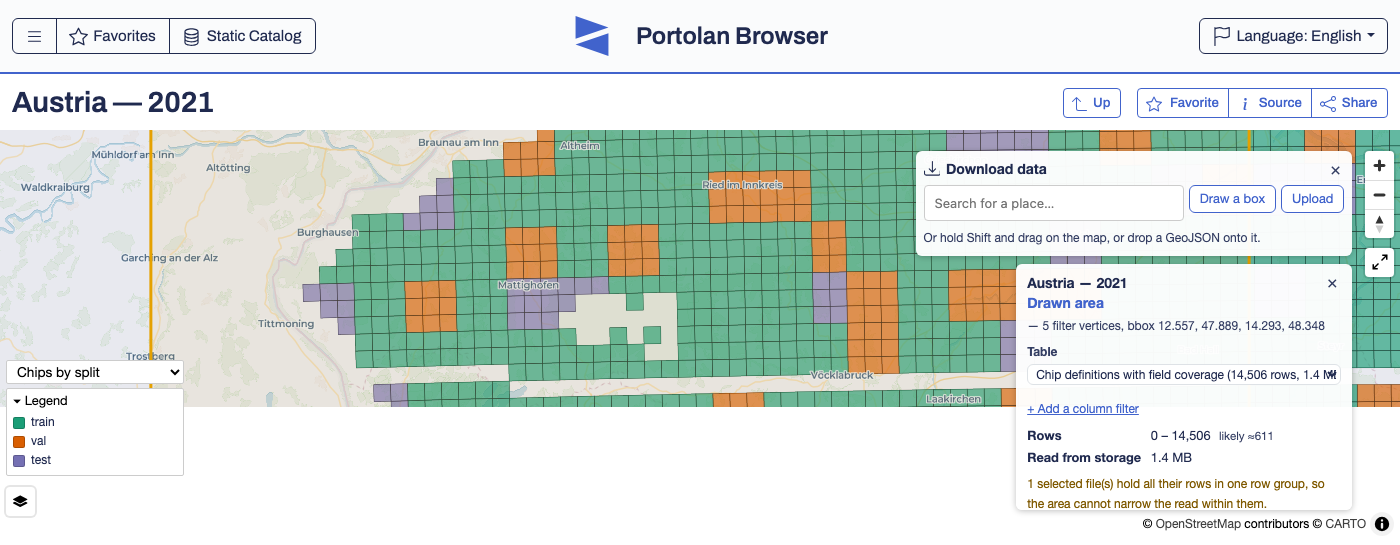 Favorites
Static Catalog
Portolan Browser
Language: English
Austria — 2021
Up
Favorite
Source
Share
Braunau am Inn
Altheim
Mühldorf am Inn
Altötting
Waldkraiburg
Ried im Innkreis
Burghausen
Garching an der Alz
Mattighofen
Tittmoning
Trostberg
Vöcklabruck
Laakirchen
Download data
Search for a place...
Draw a box
Upload
Or hold Shift and drag on the map, or drop a GeoJSON onto it.
Austria — 2021
Drawn area
— 5 filter vertices, bbox 12.557, 47.889, 14.293, 48.348
Table
Chip definitions with field coverage (14,506 rows, 1.4 M
+ Add a column filter
Rows 0 – 14,506 likely ≈611
Read from storage 1.4 MB
1 selected file(s) hold all their rows in one row group, so
the area cannot narrow the read within them.
Chips by split
Legend
train
val
test
© OpenStreetMap contributors © CARTO